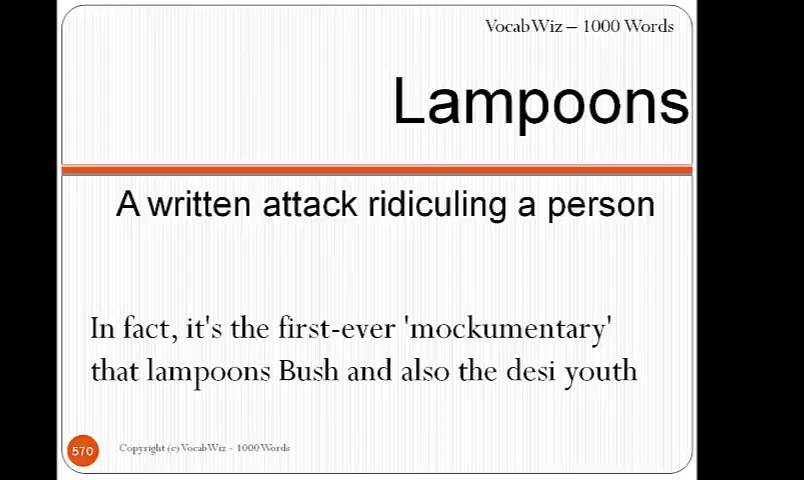 VocabWiz – 1000 Words
Lampoons
A written attack ridiculing a person
In fact, it's the first-ever 'mockumentary'
that lampoons Bush and also the desi youth
570
Copyright (c) VocabWiz - 1000 Words